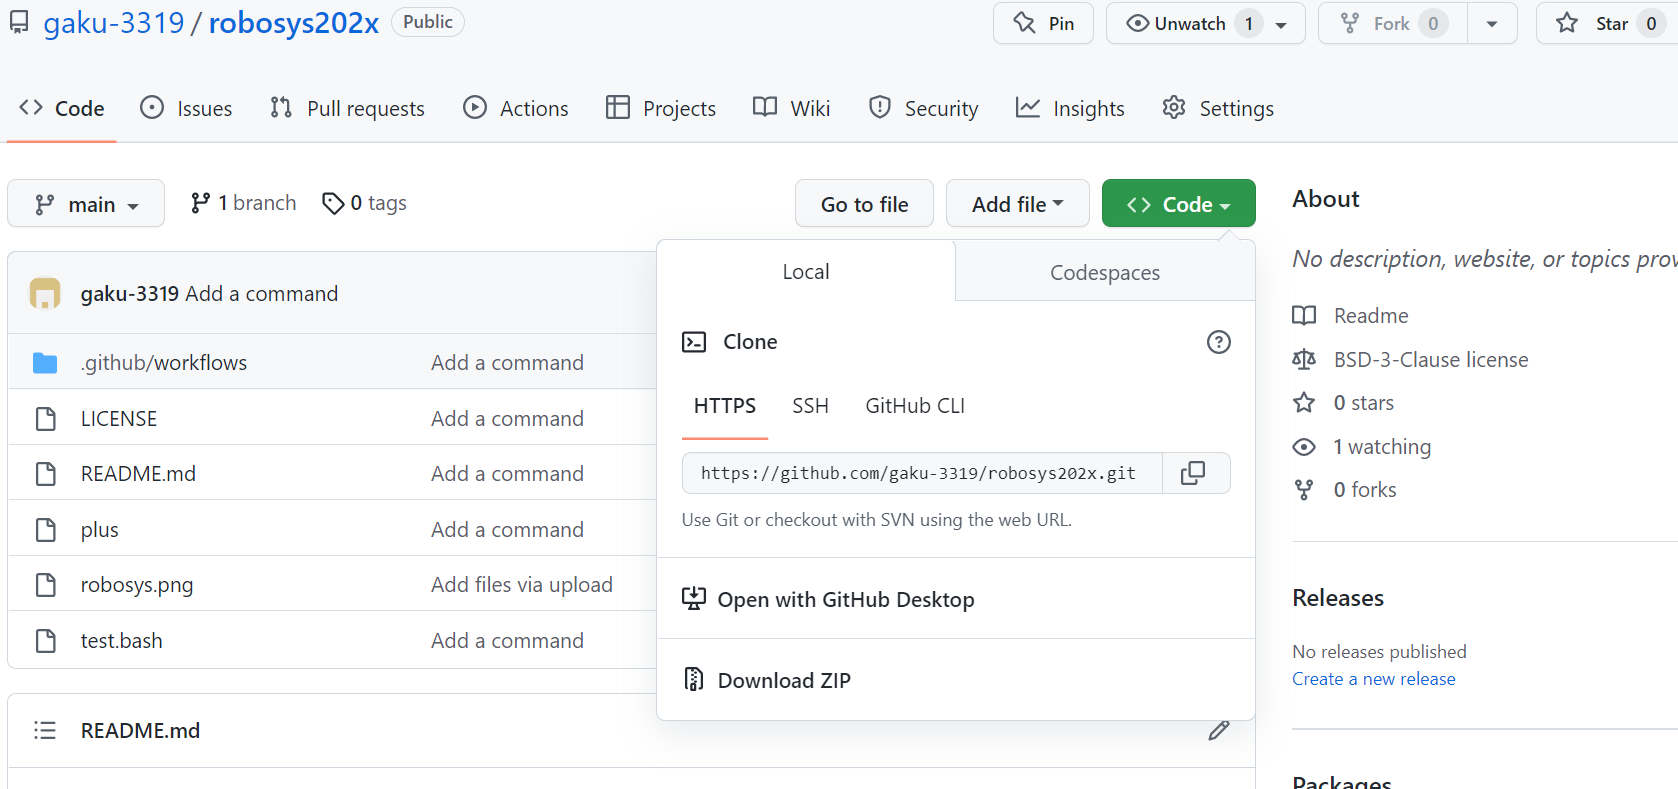 gaku-3319 / robosys202x Public
Pin
Unwatch 1
Fork 0
Star 0
Code
Issues
Pull requests
Actions
Projects
Wiki
Security
Insights
Settings
main
1 branch
0 tags
Go to file
Add file
Code
gaku-3319 Add a command
.github/workflows Add a command
LICENSE Add a command
README.md Add a command
plus Add a command
robosys.png Add files via upload
test.bash Add a command
README.md
Local
Codespaces
Clone
HTTPS
SSH
GitHub CLI
https://github.com/gaku-3319/robosys202x.git
Use Git or checkout with SVN using the web URL.
Open with GitHub Desktop
Download ZIP
About
No description, website, or topics prov
Readme
BSD-3-Clause license
0 stars
1 watching
0 forks
Releases
No releases published
Create a new release
Packages